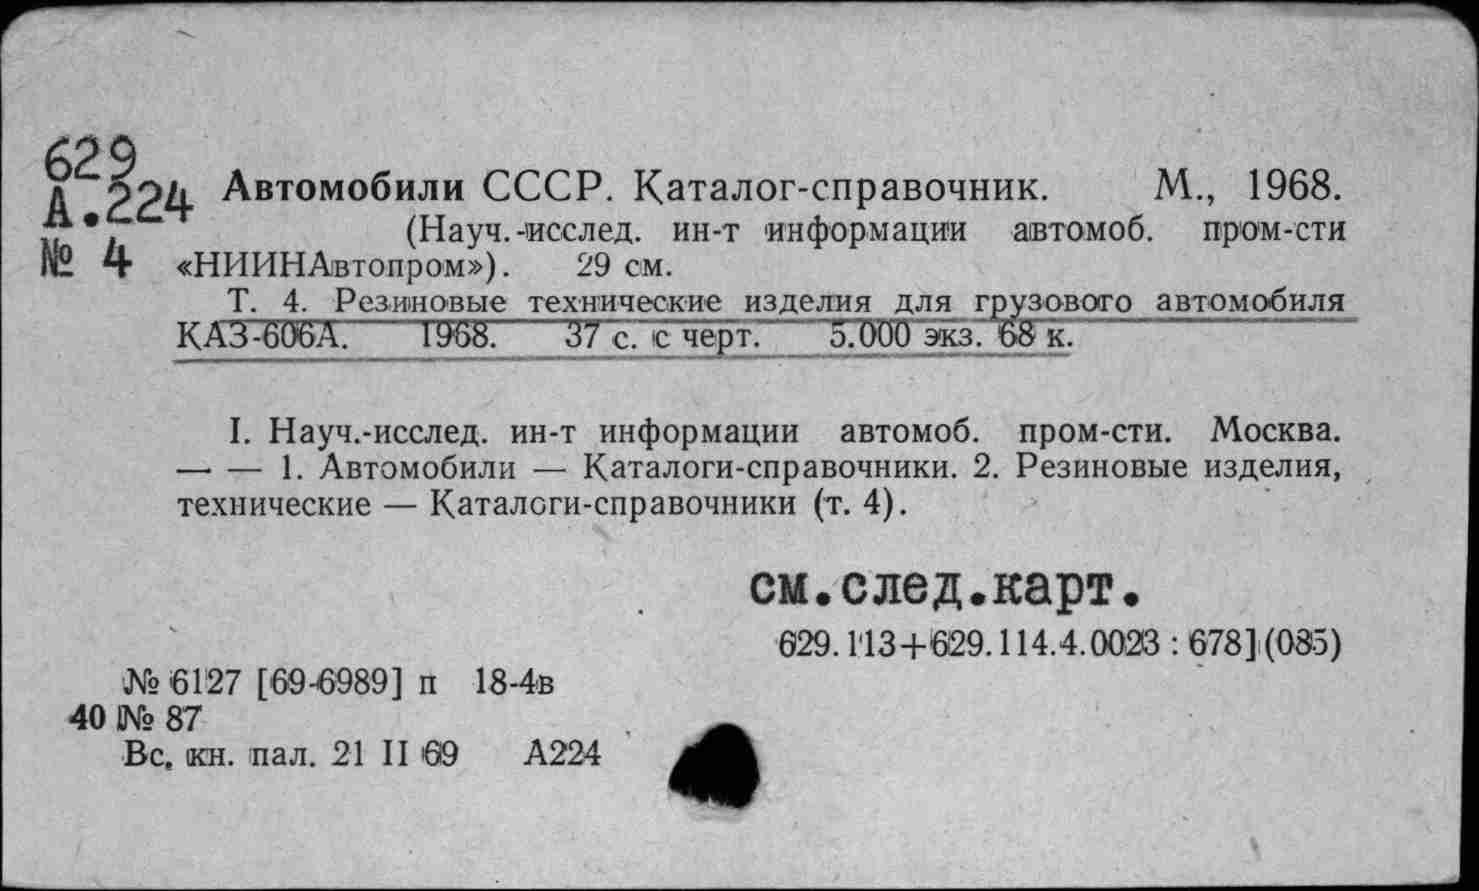 629
А.224
№ 4
Автомобили СССР. Каталог-справочник. М., 1968.
(Науч.-исслед. ин-т информации автомоб. пром-сти
«НИИНАвтопром»). 29 см.
Т. 4. Резиновые технические изделия для грузового автомобиля
КАЗ-606А. 1968. 37 с. с черт. 5.000 экз. 68 к.
I. Науч.-исслед. ин-т информации автомоб. пром-сти. Москва.
— — 1. Автомобили — Каталоги-справочники. 2. Резиновые изделия,
технические — Каталоги-справочники (т. 4).
см.след.карт.
629.113+629.114.4.0023 : 678](085)
№ 6127 [69-6989] п 18-4в
40 № 87
Вс. кн. пал. 21 II 69 А224